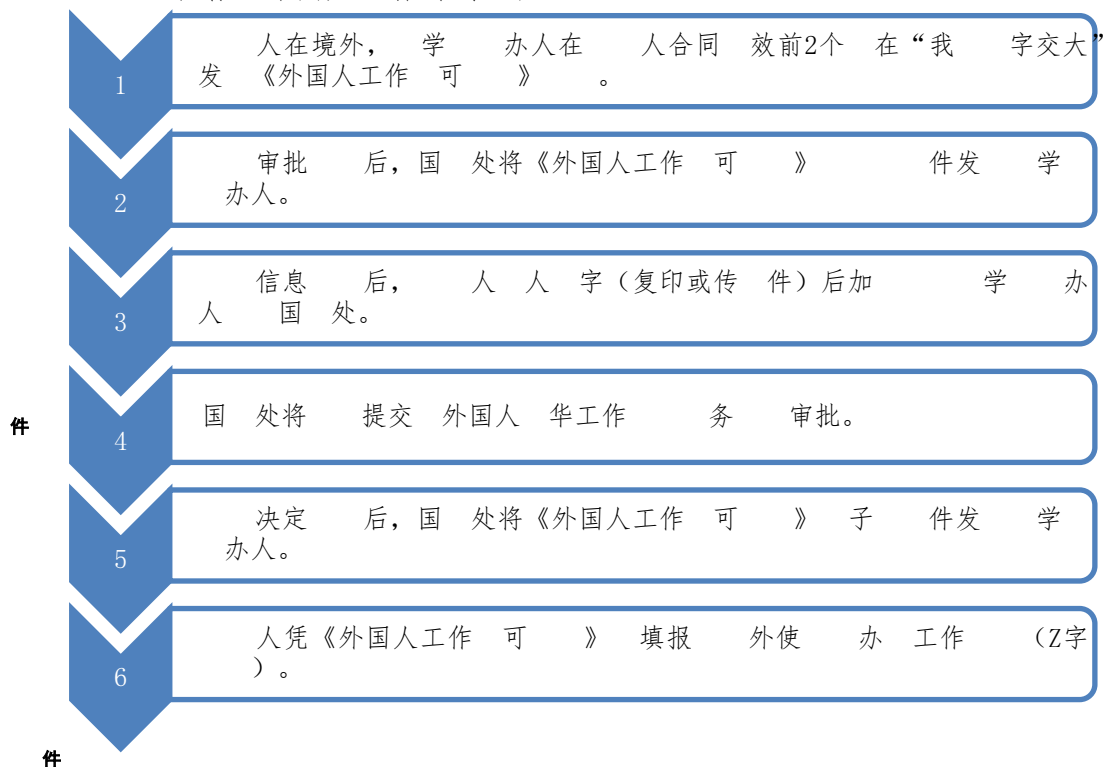 1
人在境外， 学 办人在 人合同 效前2个 在“我 字交大”
发 《外国人工作 可 》 。
2
审批 后，国 处将《外国人工作 可 》 件发 学
办人。
3
信息 后， 人 人 字（复印或传 件）后加 学 办
人 国 处。
件
4
国 处将 提交 外国人 华工作 务 审批。
5
决定 后，国 处将《外国人工作 可 》 子 件发 学
办人。
6
人凭《外国人工作 可 》 填报 外使 办 工作 （Z字
）。
件